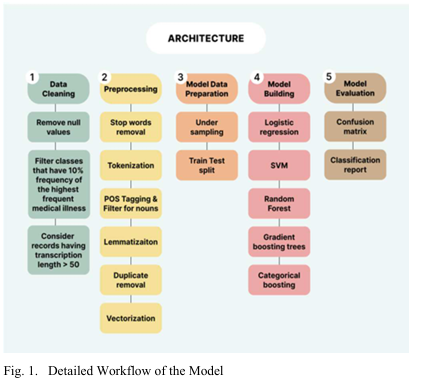 ARCHITECTURE
1
Data
Cleaning
Remove null
values
Filter classes
that have 10%
frequency of
the highest
frequent
medical illness
Consider
records having
transcription
length > 50
2
Preprocessing
Stop words
removal
Tokenization
POS Tagging &
Filter for nouns
Lemmatizaiton
Duplicate
removal
Vectorization
3
Model Data
Preparation
Under
sampling
Train Test
split
4
Model
Building
Logistic
regression
SVM
Random
Forest
Gradient
boosting trees
Categorical
boosting
5
Model
Evaluation
Confusion
matrix
Classification
report
Fig. 1. Detailed Workflow of the Model